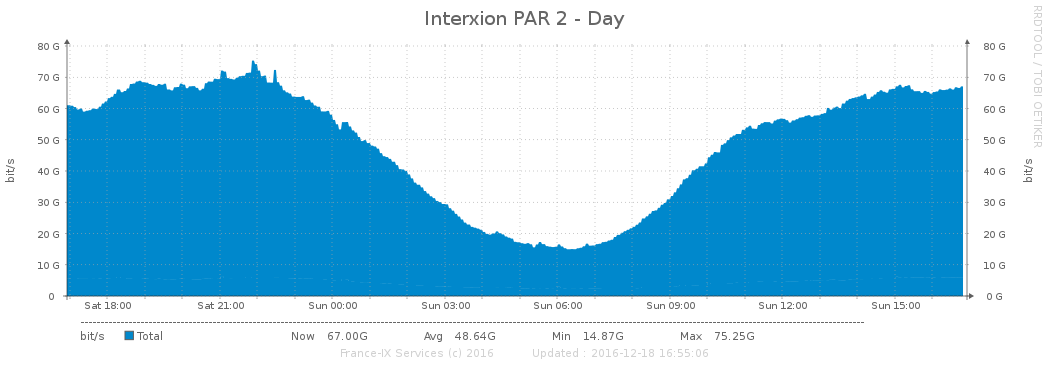 Interxion PAR 2 - Day
RRDTOOL / TOBI OETIKER
80 G 80 G
70 G 70 G
60 G 60 G
50 G 50 G
40 G 40 G
30 G 30 G
20 G 20 G
10 G 10 G
0 0 G
bit/s bit/s
Sat 18:00 Sat 21:00 Sun 00:00 Sun 03:00 Sun 06:00 Sun 09:00 Sun 12:00 Sun 15:00
bit/s Total Now 67.00G Avg 48.64G Min 14.87G Max 75.25G
France-IX Services (c) 2016 Updated : 2016-12-18 16:55:06